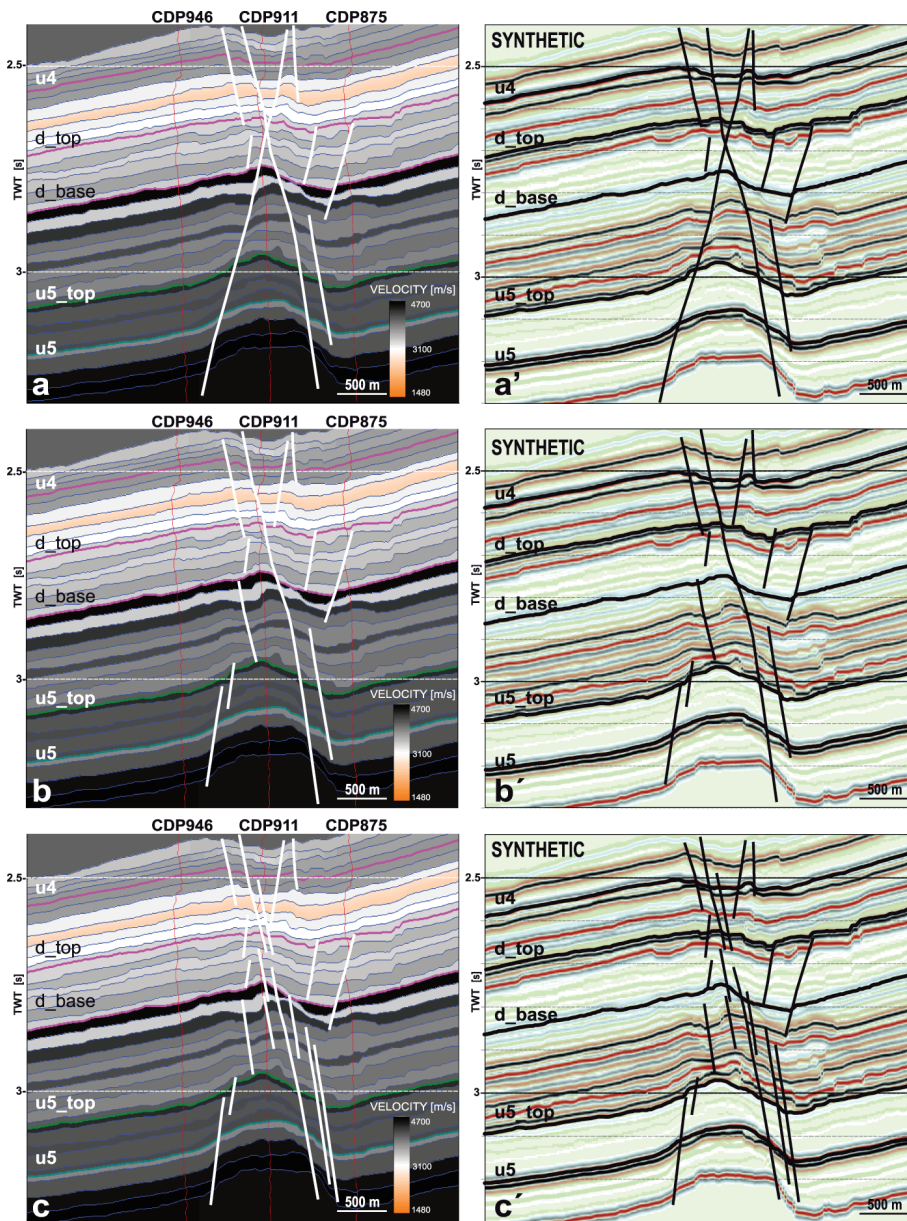 CDP946 CDP911 CDP875
2.5
u4
d_top
TWT [s]
d_base
3
u5_top
VELOCITY [m/s]
4700
3100
1480
u5
a
500 m
SYNTHETIC
2.5
u4
d_top
TWT [s]
d_base
3
u5_top
u5
a'
500 m
CDP946 CDP911 CDP875
2.5
u4
d_top
TWT [s]
d_base
3
u5_top
VELOCITY [m/s]
4700
3100
1480
u5
b
500 m
SYNTHETIC
2.5
u4
d_top
TWT [s]
d_base
3
u5_top
u5
b´
500 m
CDP946 CDP911 CDP875
2.5
u4
d_top
TWT [s]
d_base
3
u5_top
VELOCITY [m/s]
4700
3100
1480
u5
c
500 m
SYNTHETIC
2.5
u4
d_top
TWT [s]
d_base
3
u5_top
u5
c´
500 m